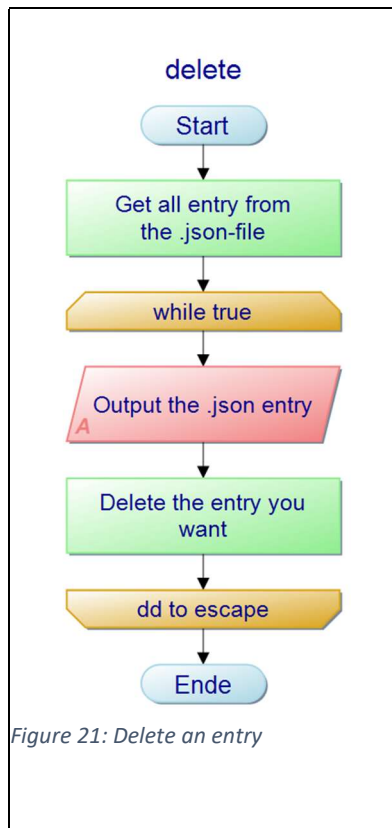 delete
Start
Get all entry from
the .json-file
while true
Output the .json entry
A
Delete the entry you
want
dd to escape
Ende
Figure 21: Delete an entry